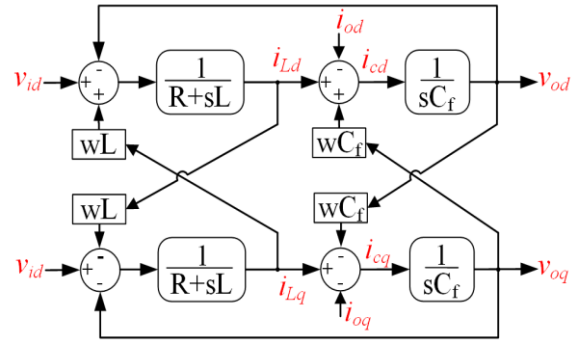 i_od
v_id + - + 1 / R+sL i_Ld + - + i_cd 1 / sC_f v_od
wL wC_f
wL wC_f
v_id + - - 1 / R+sL i_Lq + - - i_cq 1 / sC_f v_oq
i_oq